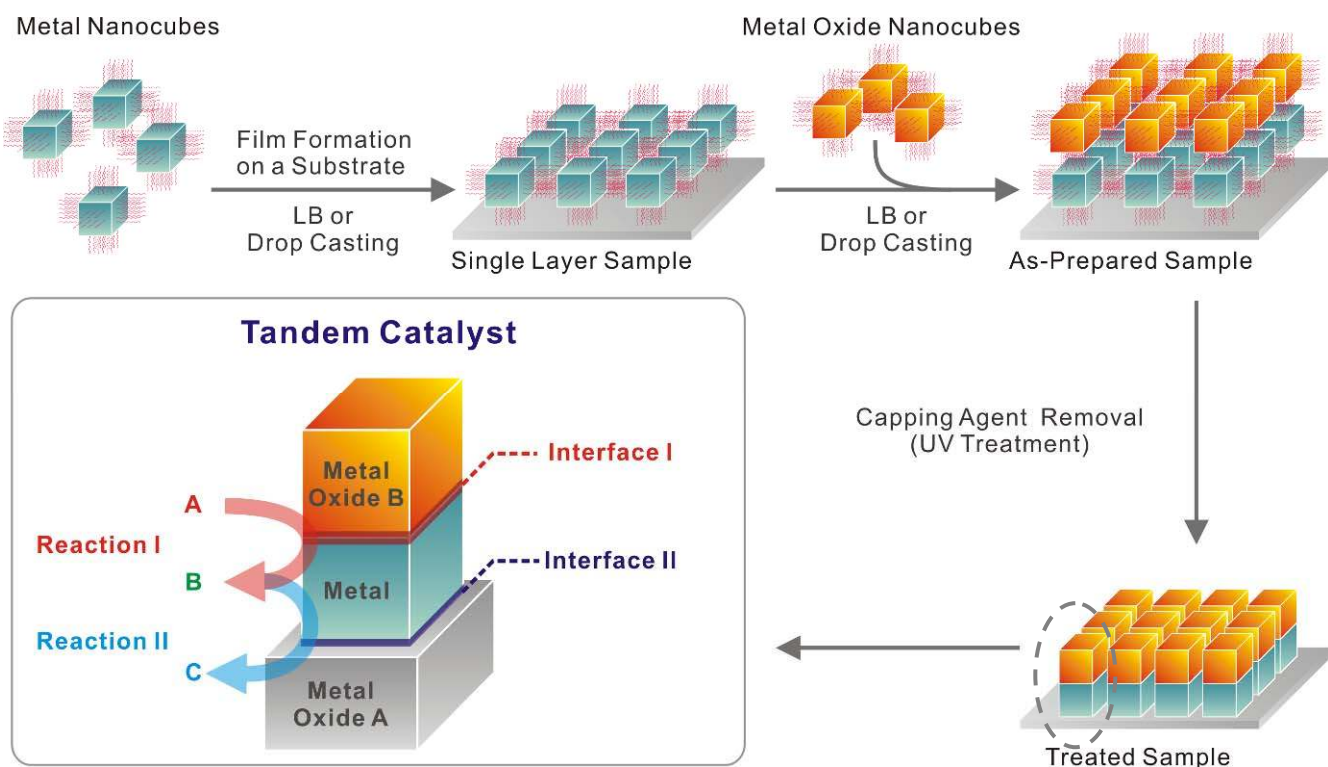 Metal Nanocubes
Metal Oxide Nanocubes
Film Formation
on a Substrate
LB or
Drop Casting
LB or
Drop Casting
Single Layer Sample
As-Prepared Sample
Capping Agent Removal
(UV Treatment)
Treated Sample
Tandem Catalyst
Metal
Oxide B
Interface I
A
Reaction I
B
Metal
Interface II
Reaction II
C
Metal
Oxide A